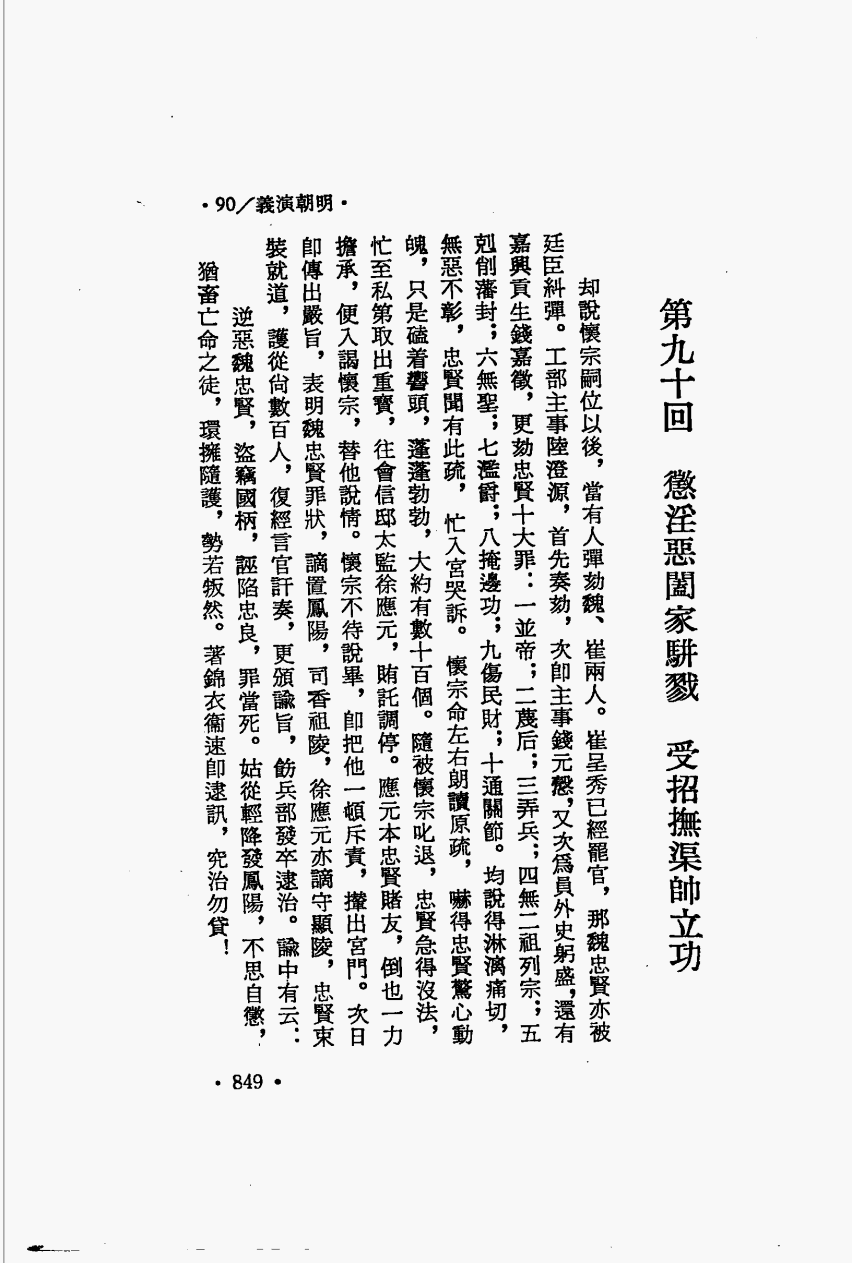 ·明朝演義／90·
第九十回　懲淫惡闔家駢戮　受招撫渠帥立功
却說懷宗嗣位以後，當有人彈劾魏、崔兩人。崔呈秀已經罷官，那魏忠賢亦被
廷臣糾彈。工部主事陸澄源，首先奏劾，次卽主事錢元慤，又次爲員外史躬盛，還有
嘉興貢生錢嘉徵，更劾忠賢十大罪：一並帝；二蔑后；三弄兵；四無二祖列宗；五
剋削藩封；六無聖；七濫爵；八掩邊功；九傷民財；十通關節。均說得淋漓痛切，
無惡不彰，忠賢聞有此疏，忙入宮哭訴。懷宗命左右朗讀原疏，嚇得忠賢驚心動
魄，只是磕着響頭，蓬蓬勃勃，大約有數十百個。隨被懷宗叱退，忠賢急得沒法，
忙至私第取出重寶，往會信邸太監徐應元，賄託調停。應元本忠賢賭友，倒也一力
擔承，便入謁懷宗，替他說情。懷宗不待說畢，卽把他一頓斥責，攆出宮門。次日
卽傳出嚴旨，表明魏忠賢罪狀，謫置鳳陽，司香祖陵，徐應元亦謫守顯陵，忠賢束
裝就道，護從尙數百人，復經言官訐奏，更頒諭旨，飭兵部發卒逮治。諭中有云：
逆惡魏忠賢，盜竊國柄，誣陷忠良，罪當死。姑從輕降發鳳陽，不思自懲，
猶畜亡命之徒，環擁隨護，勢若叛然。著錦衣衞速卽逮訊，究治勿貸！
·849·